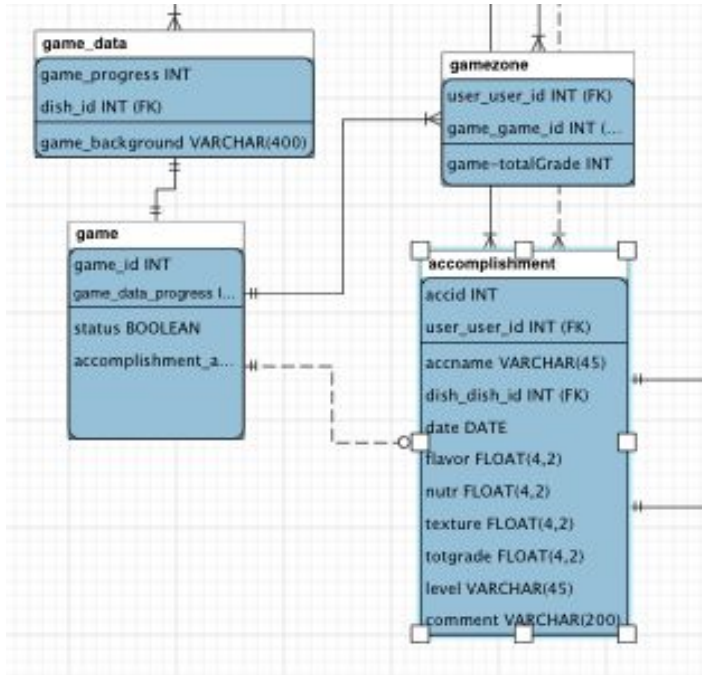 game_data
game_progress INT
dish_id INT (FK)
game_background VARCHAR(400)
gamezone
user_user_id INT (FK)
game_game_id INT (...
game-totalGrade INT
game
game_id INT
game_data_progress I...
status BOOLEAN
accomplishment_a...
accomplishment
accid INT
user_user_id INT (FK)
accname VARCHAR(45)
dish_dish_id INT (FK)
date DATE
flavor FLOAT(4,2)
nutr FLOAT(4,2)
texture FLOAT(4,2)
totgrade FLOAT(4,2)
level VARCHAR(45)
comment VARCHAR(200)